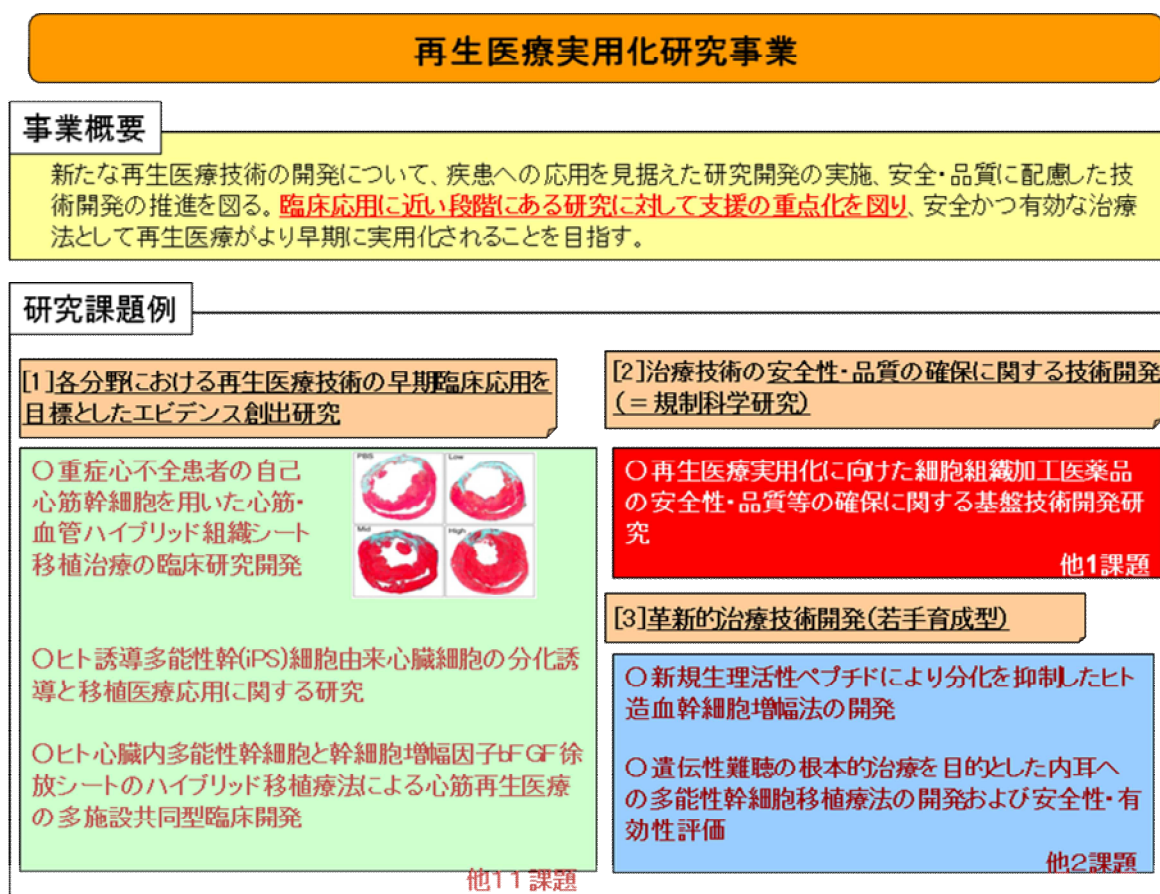 再生医療実用化研究事業
事業概要
新たな再生医療技術の開発について、疾患への応用を見据えた研究開発の実施、安全・品質に配慮した技
術開発の推進を図る。臨床応用に近い段階にある研究に対して支援の重点化を図り、安全かつ有効な治療
法として再生医療がより早期に実用化されることを目指す。
研究課題例
[1]各分野における再生医療技術の早期臨床応用を
目標としたエビデンス創出研究
○重症心不全患者の自己
心筋幹細胞を用いた心筋・
血管ハイブリッド組織シート
移植治療の臨床研究開発
PBS
Low
Mid
High
○ヒト誘導多能性幹(iPS)細胞由来心臓細胞の分化誘
導と移植医療応用に関する研究
○ヒト心臓内多能性幹細胞と幹細胞増幅因子bFGF徐
放シートのハイブリッド移植療法による心筋再生医療
の多施設共同型臨床開発
他11課題
[2]治療技術の安全性・品質の確保に関する技術開発
(=規制科学研究)
○再生医療実用化に向けた細胞組織加工医薬品
の安全性・品質等の確保に関する基盤技術開発研
究
他1課題
[3]革新的治療技術開発(若手育成型)
○新規生理活性ペプチドにより分化を抑制したヒト
造血幹細胞増幅法の開発
○遺伝性難聴の根本的治療を目的とした内耳へ
の多能性幹細胞移植療法の開発および安全性・有
効性評価
他2課題